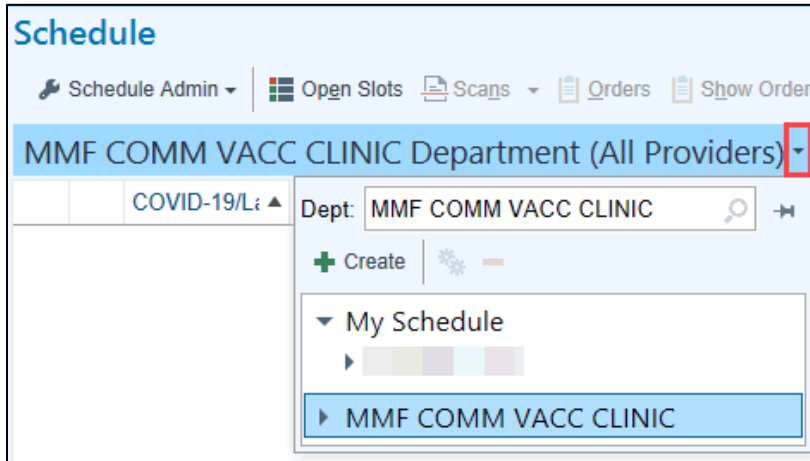 Schedule
Schedule Admin Open Slots Scans Orders Show Order
MMF COMM VACC CLINIC Department (All Providers)
COVID-19/La
Dept: MMF COMM VACC CLINIC
Create
My Schedule
MMF COMM VACC CLINIC